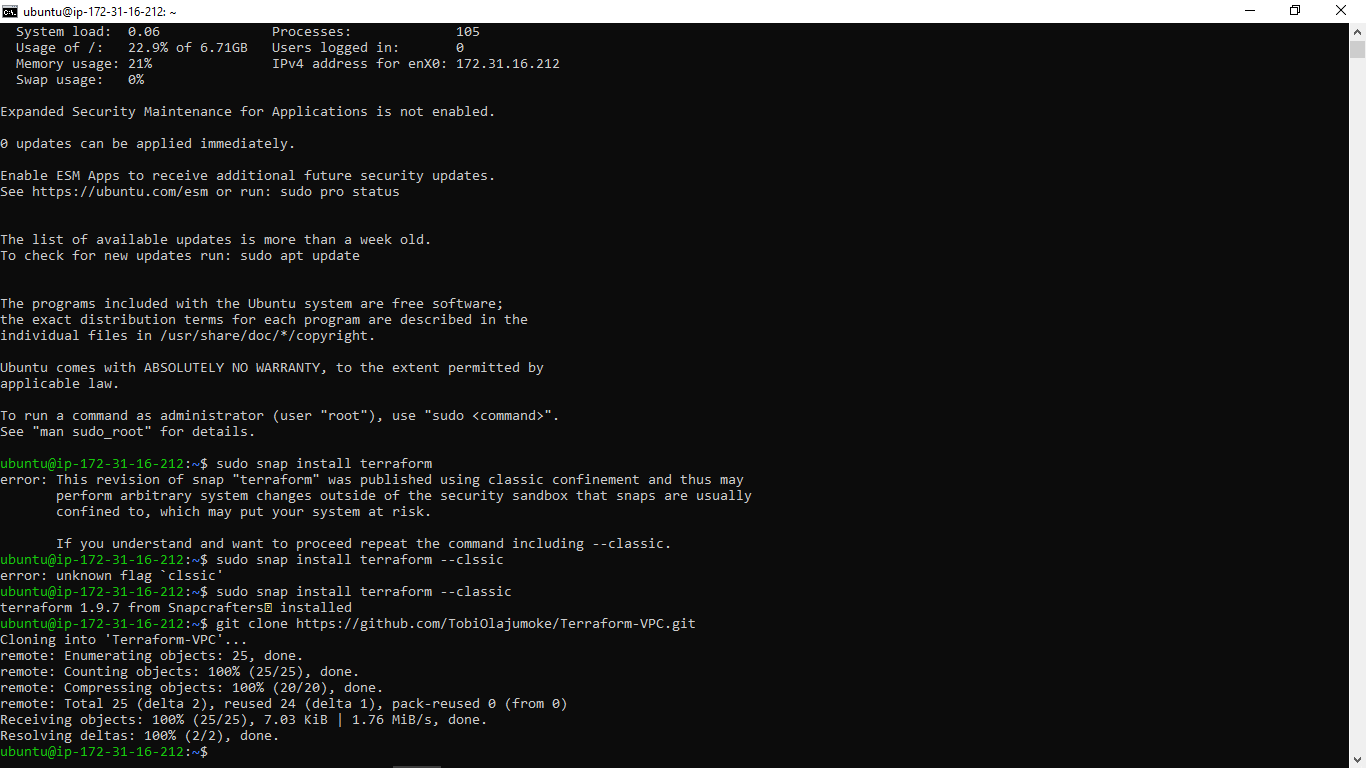 ubuntu@ip-172-31-16-212: ~
System load:  0.06              Processes:             105
Usage of /:   22.9% of 6.71GB   Users logged in:       0
Memory usage: 21%               IPv4 address for enX0: 172.31.16.212
Swap usage:   0%
Expanded Security Maintenance for Applications is not enabled.
0 updates can be applied immediately.
Enable ESM Apps to receive additional future security updates.
See https://ubuntu.com/esm or run: sudo pro status
The list of available updates is more than a week old.
To check for new updates run: sudo apt update
The programs included with the Ubuntu system are free software;
the exact distribution terms for each program are described in the
individual files in /usr/share/doc/*/copyright.
Ubuntu comes with ABSOLUTELY NO WARRANTY, to the extent permitted by
applicable law.
To run a command as administrator (user "root"), use "sudo <command>".
See "man sudo_root" for details.
ubuntu@ip-172-31-16-212:~$ sudo snap install terraform
error: This revision of snap "terraform" was published using classic confinement and thus may
perform arbitrary system changes outside of the security sandbox that snaps are usually
confined to, which may put your system at risk.
If you understand and want to proceed repeat the command including --classic.
ubuntu@ip-172-31-16-212:~$ sudo snap install terraform --clssic
error: unknown flag `clssic'
ubuntu@ip-172-31-16-212:~$ sudo snap install terraform --classic
terraform 1.9.7 from Snapcrafters installed
ubuntu@ip-172-31-16-212:~$ git clone https://github.com/TobiOlajumoke/Terraform-VPC.git
Cloning into 'Terraform-VPC'...
remote: Enumerating objects: 25, done.
remote: Counting objects: 100% (25/25), done.
remote: Compressing objects: 100% (20/20), done.
remote: Total 25 (delta 2), reused 24 (delta 1), pack-reused 0 (from 0)
Receiving objects: 100% (25/25), 7.03 KiB | 1.76 MiB/s, done.
Resolving deltas: 100% (2/2), done.
ubuntu@ip-172-31-16-212:~$